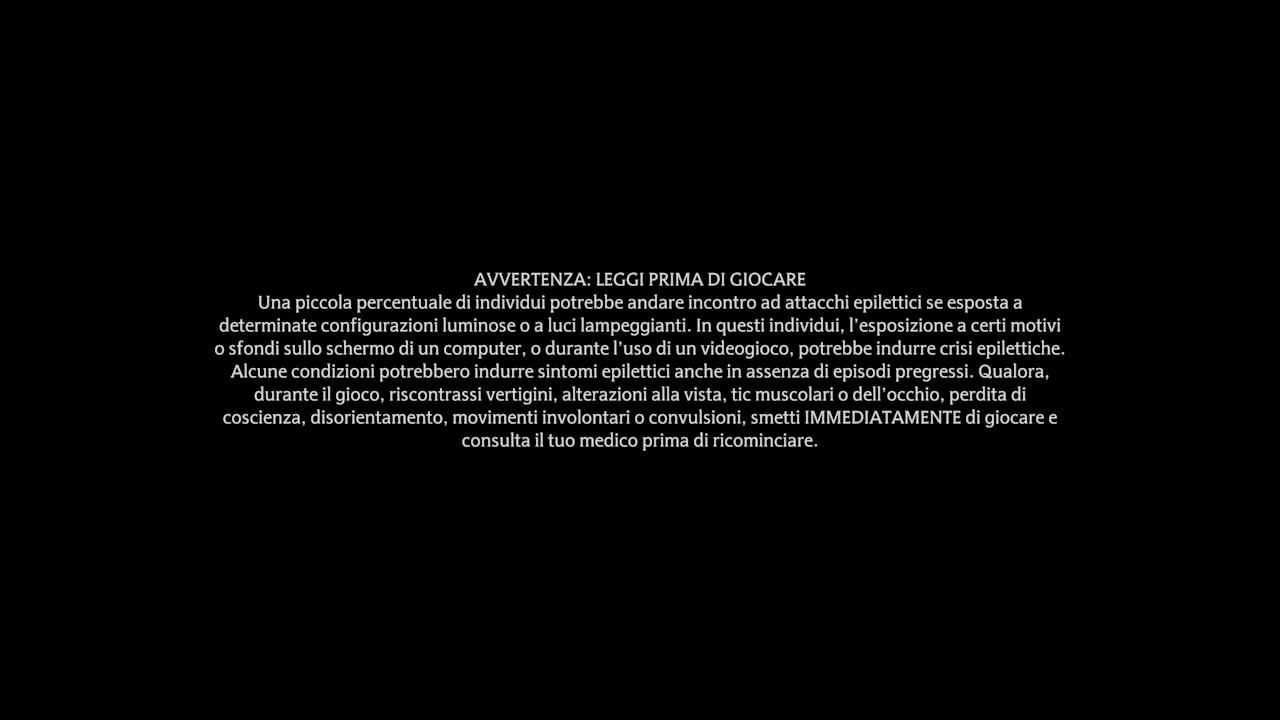 AVVERTENZA: LEGGI PRIMA DI GIOCARE
Una piccola percentuale di individui potrebbe andare incontro ad attacchi epilettici se esposta a
determinate configurazioni luminose o a luci lampeggianti. In questi individui, l'esposizione a certi motivi
o sfondi sullo schermo di un computer, o durante l'uso di un videogioco, potrebbe indurre crisi epilettiche.
Alcune condizioni potrebbero indurre sintomi epilettici anche in assenza di episodi pregressi. Qualora,
durante il gioco, riscontrassi vertigini, alterazioni alla vista, tic muscolari o dell'occhio, perdita di
coscienza, disorientamento, movimenti involontari o convulsioni, smetti IMMEDIATAMENTE di giocare e
consulta il tuo medico prima di ricominciare.